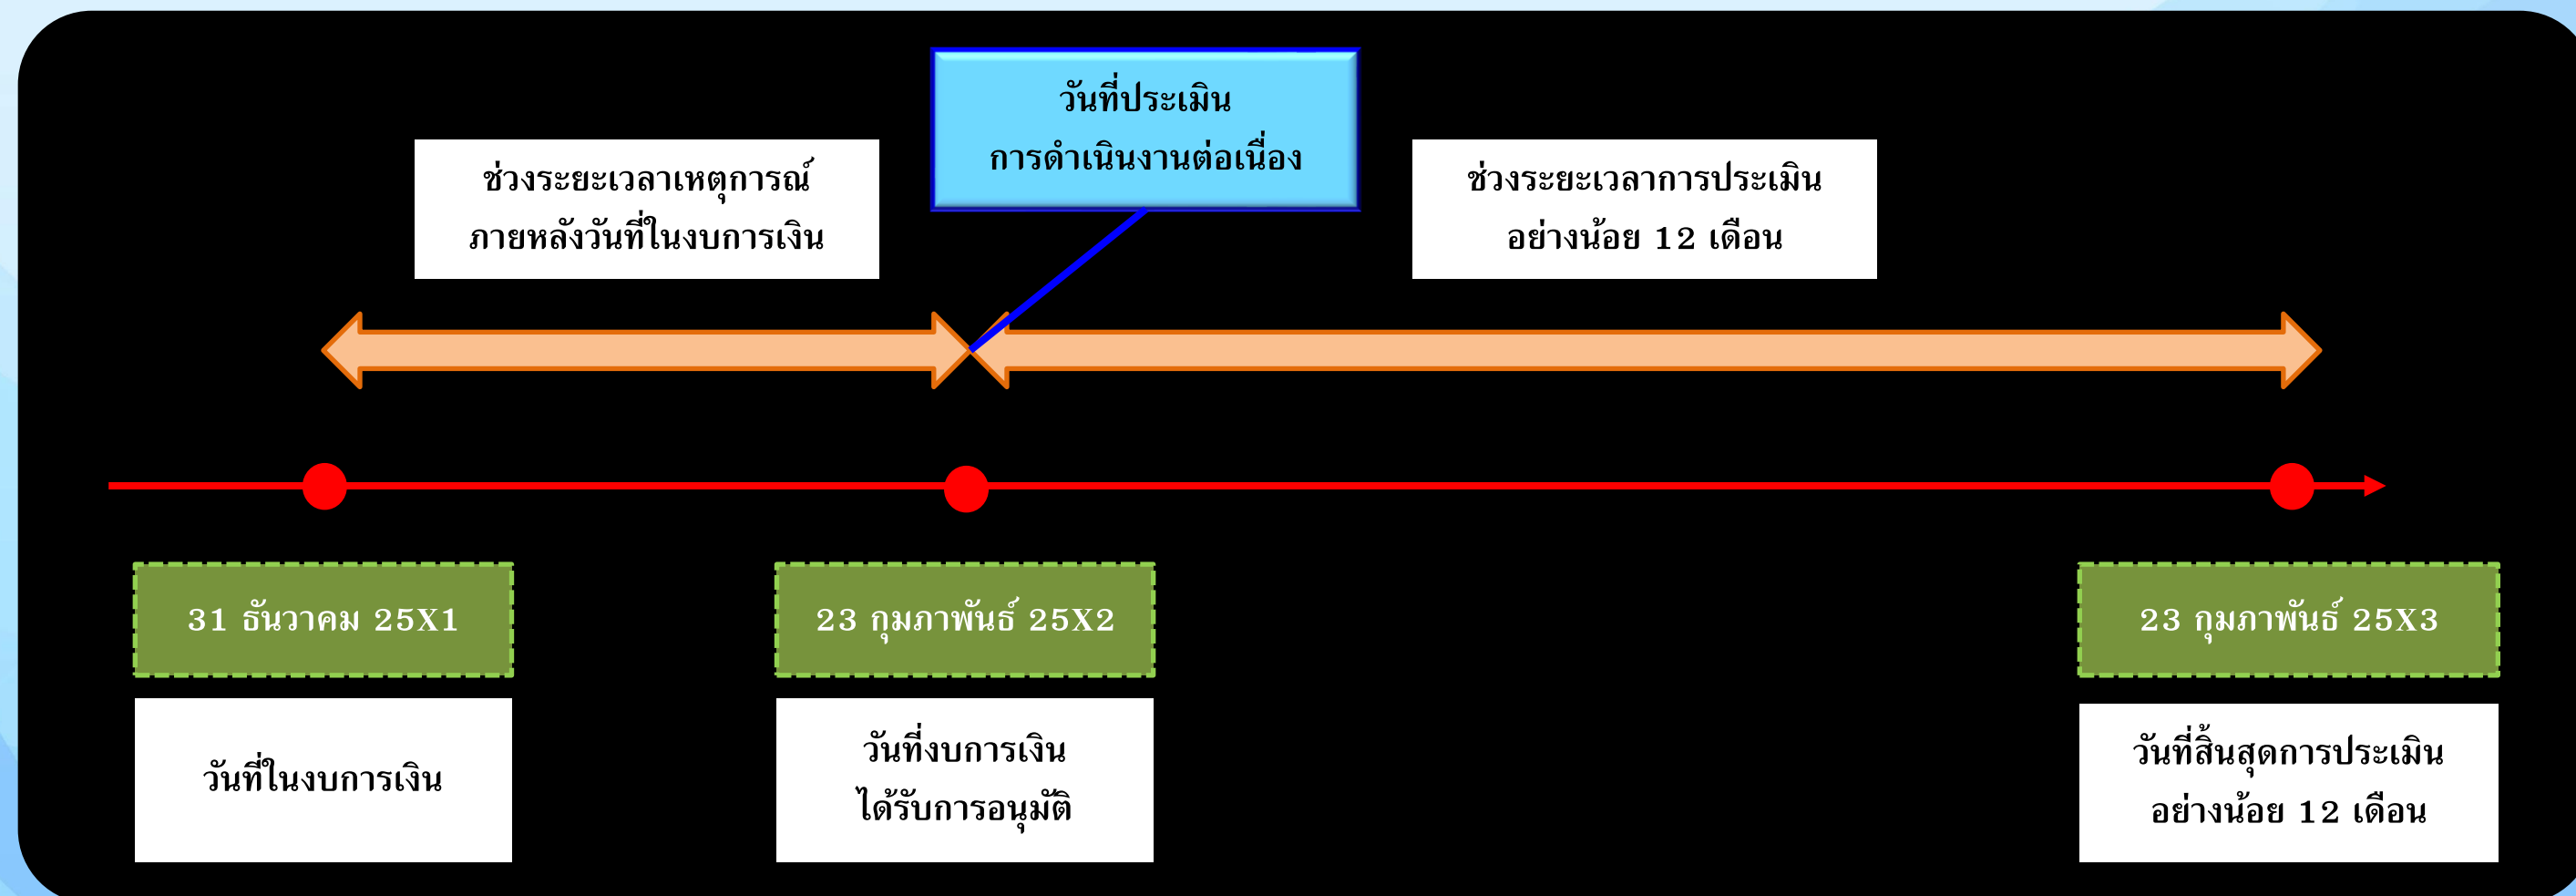 วันที่ประเมิน
การดำเนินงานต่อเนื่อง
ช่วงระยะเวลาเหตุการณ์
ภายหลังวันที่ในงบการเงิน
ช่วงระยะเวลาการประเมิน
อย่างน้อย 12 เดือน
31 ธันวาคม 25X1
23 กุมภาพันธ์ 25X2
23 กุมภาพันธ์ 25X3
วันที่ในงบการเงิน
วันที่งบการเงิน
ได้รับการอนุมัติ
วันที่สิ้นสุดการประเมิน
อย่างน้อย 12 เดือน